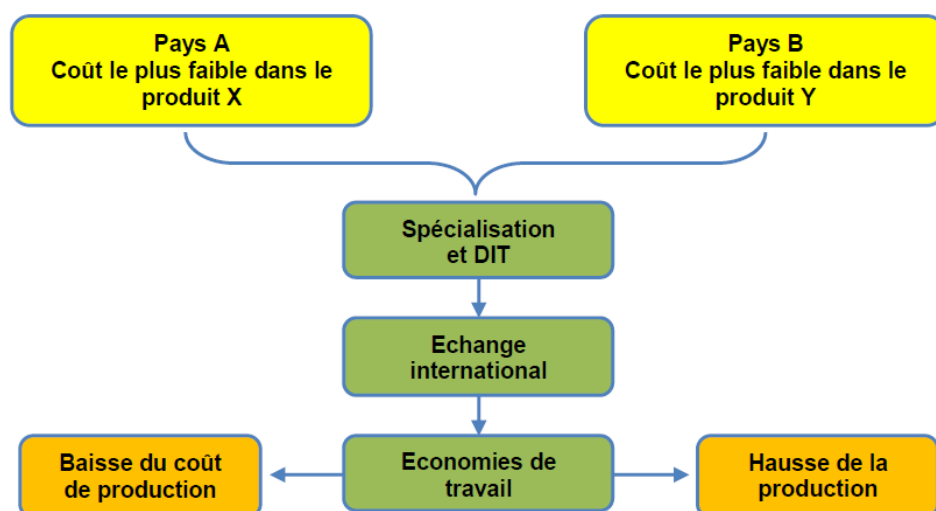 Pays A
Coût le plus faible dans le
produit X
Pays B
Coût le plus faible dans le
produit Y
Spécialisation
et DIT
Echange
international
Baisse du coût
de production
Economies de
travail
Hausse de la
production